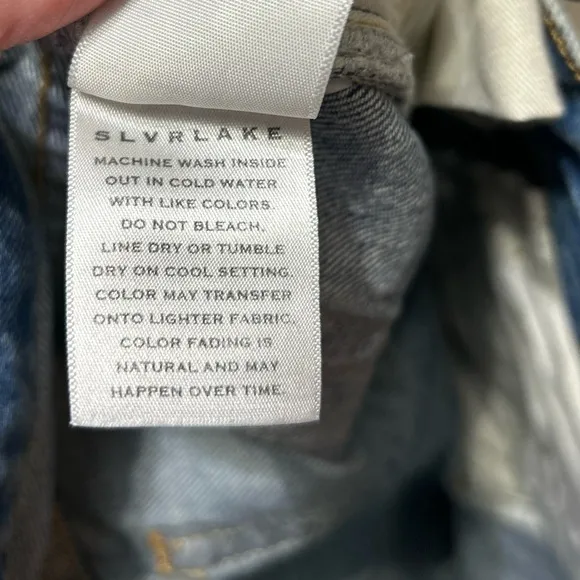 SLVRLAKE
MACHINE WASH INSIDE
OUT IN COLD WATER
WITH LIKE COLORS.
DO NOT BLEACH.
LINE DRY OR TUMBLE
DRY ON COOL SETTING.
COLOR MAY TRANSFER
ONTO LIGHTER FABRIC.
COLOR FADING IS
NATURAL AND MAY
HAPPEN OVER TIME.